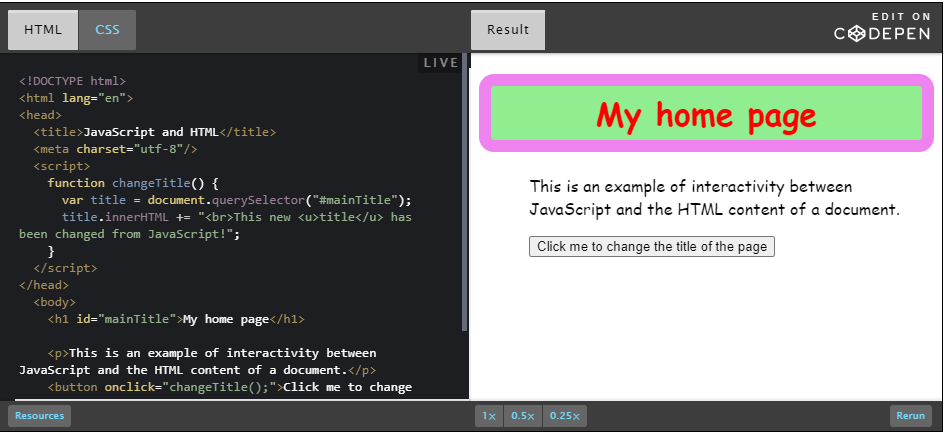 HTML CSS
LIVE
<!DOCTYPE html>
<html lang="en">
<head>
<title>JavaScript and HTML</title>
<meta charset="utf-8"/>
<script>
function changeTitle() {
var title = document.querySelector("#mainTitle");
title.innerHTML += "<br>This new <u>title</u> has
been changed from JavaScript!";
}
</script>
</head>
<body>
<h1 id="mainTitle">My home page</h1>
<p>This is an example of interactivity between
JavaScript and the HTML content of a document.</p>
<button onclick="changeTitle();">Click me to change
Resources
Result
EDIT ON
CODEPEN
My home page
This is an example of interactivity between
JavaScript and the HTML content of a document.
Click me to change the title of the page
1x 0.5x 0.25x
Rerun